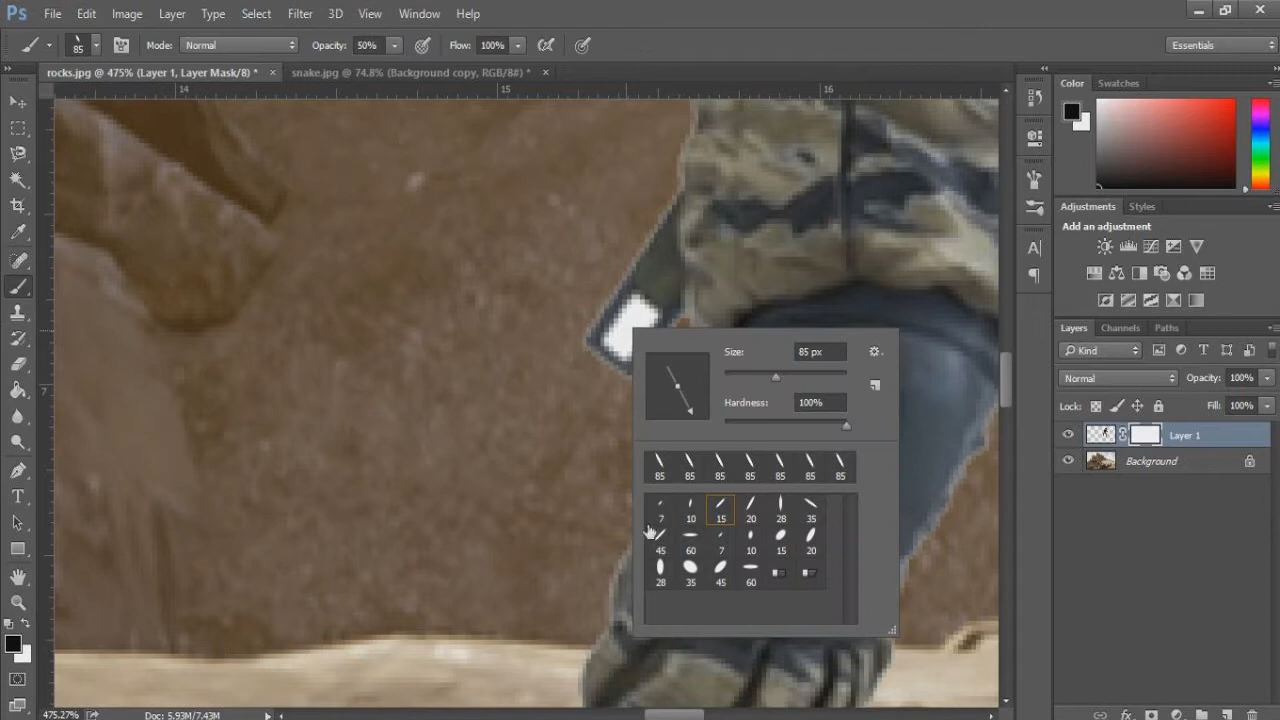 Ps File Edit Image Layer Type Select Filter 3D View Window Help
85 Mode: Normal Opacity: 50% Flow: 100% Essentials
rocks.jpg @ 475% (Layer 1, Layer Mask/8) * × snake.jpg @ 74.8% (Background copy, RGB/8#) * ×
14 15 16
7
Color Swatches
Adjustments Styles
Add an adjustment
Size: 85 px
Hardness: 100%
85 85 85 85 85 85 85
7 10 15 20 28 35
45 60 7 10 15 20
28 35 45 60
A|
Layers Channels Paths
Kind T
Normal Opacity: 100%
Lock: Fill: 100%
Layer 1
Background
T
475.27% Doc: 5.93M/7.43M